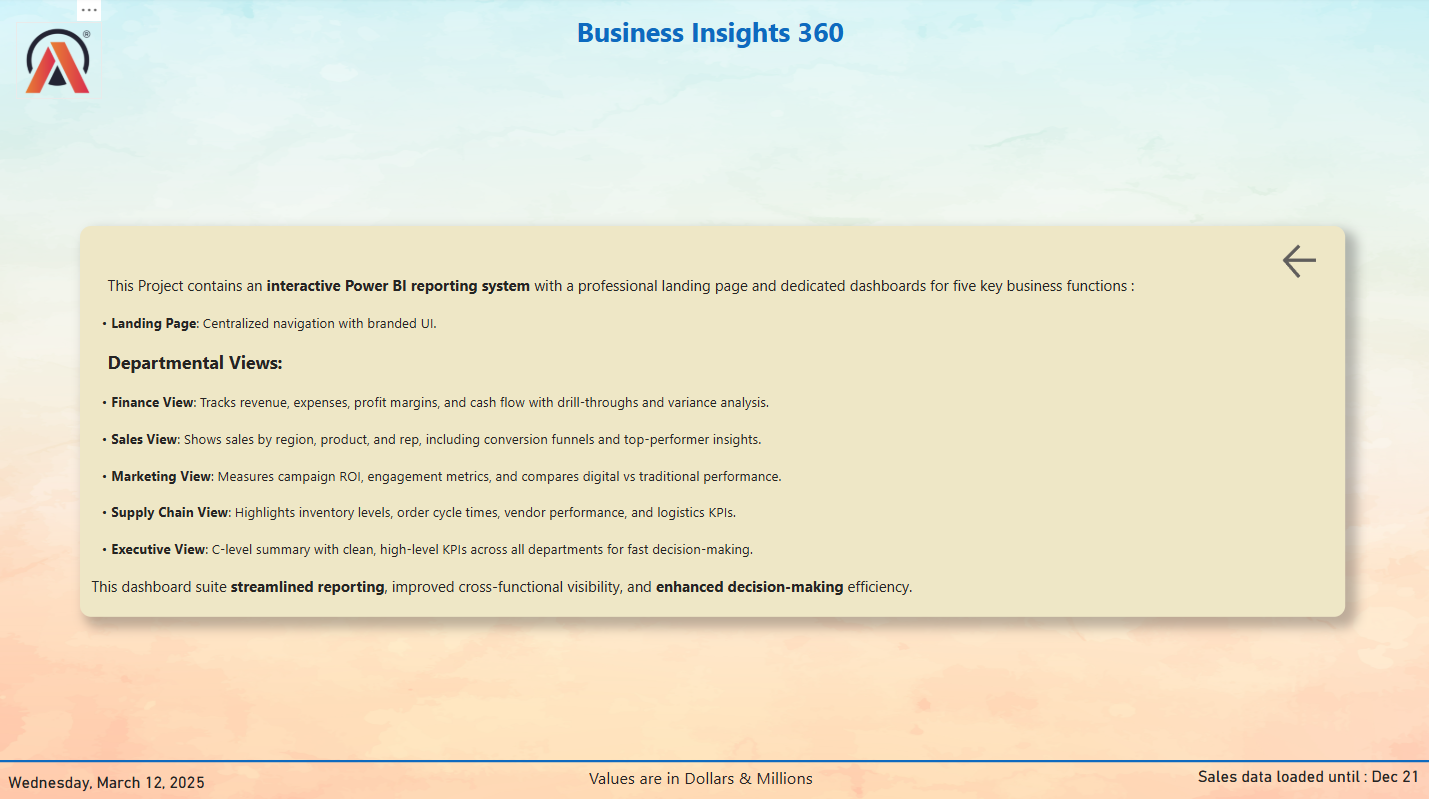 Business Insights 360
®
This Project contains an interactive Power BI reporting system with a professional landing page and dedicated dashboards for five key business functions :
• Landing Page: Centralized navigation with branded UI.
Departmental Views:
• Finance View: Tracks revenue, expenses, profit margins, and cash flow with drill-throughs and variance analysis.
• Sales View: Shows sales by region, product, and rep, including conversion funnels and top-performer insights.
• Marketing View: Measures campaign ROI, engagement metrics, and compares digital vs traditional performance.
• Supply Chain View: Highlights inventory levels, order cycle times, vendor performance, and logistics KPIs.
• Executive View: C-level summary with clean, high-level KPIs across all departments for fast decision-making.
This dashboard suite streamlined reporting, improved cross-functional visibility, and enhanced decision-making efficiency.
Wednesday, March 12, 2025
Values are in Dollars & Millions
Sales data loaded until : Dec 21